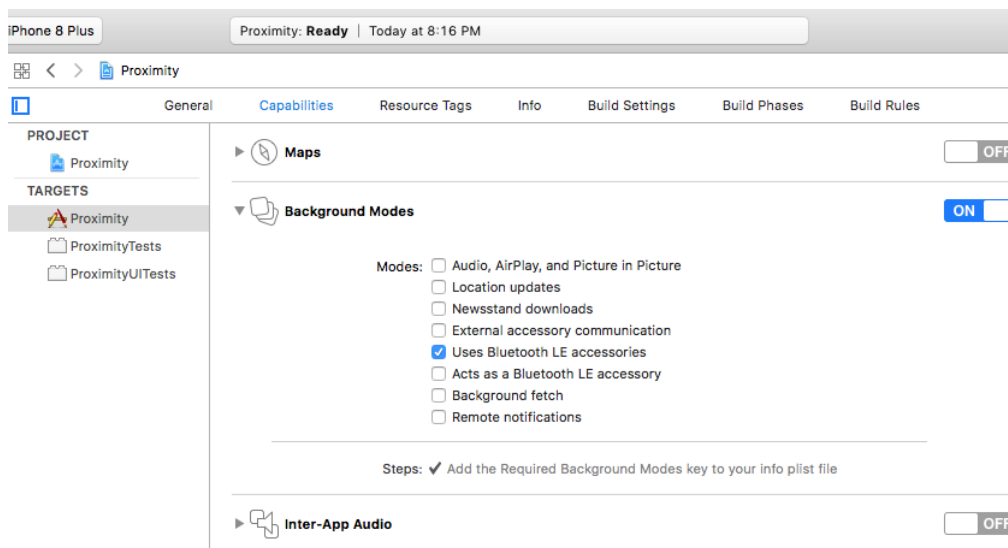 iPhone 8 Plus Proximity: Ready | Today at 8:16 PM
Proximity
General Capabilities Resource Tags Info Build Settings Build Phases Build Rules
PROJECT
Proximity
TARGETS
Proximity
ProximityTests
ProximityUITests
Maps OFF
Background Modes ON
Modes: Audio, AirPlay, and Picture in Picture
Location updates
Newsstand downloads
External accessory communication
Uses Bluetooth LE accessories
Acts as a Bluetooth LE accessory
Background fetch
Remote notifications
Steps: ✓ Add the Required Background Modes key to your info plist file
Inter-App Audio OFF